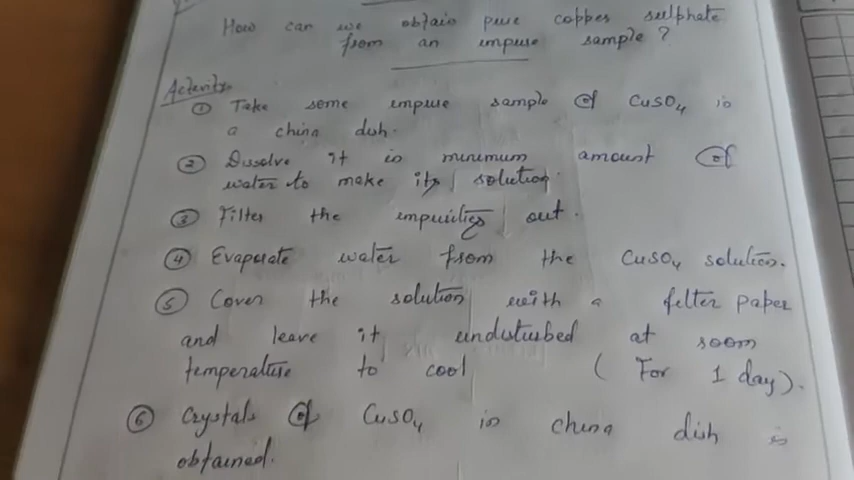 How can we obtain pure copper sulphate
from an impure sample?
Activity
① Take some impure sample of CuSO4 in
a china dish.
② Dissolve it in minimum amount of
water to make its solution.
③ Filter the impurities out.
④ Evaporate water from the CuSO4 solution.
⑤ Cover the solution with a filter paper
and leave it undisturbed at room
temperature to cool (For 1 day).
⑥ Crystals of CuSO4 in china dish is
obtained.